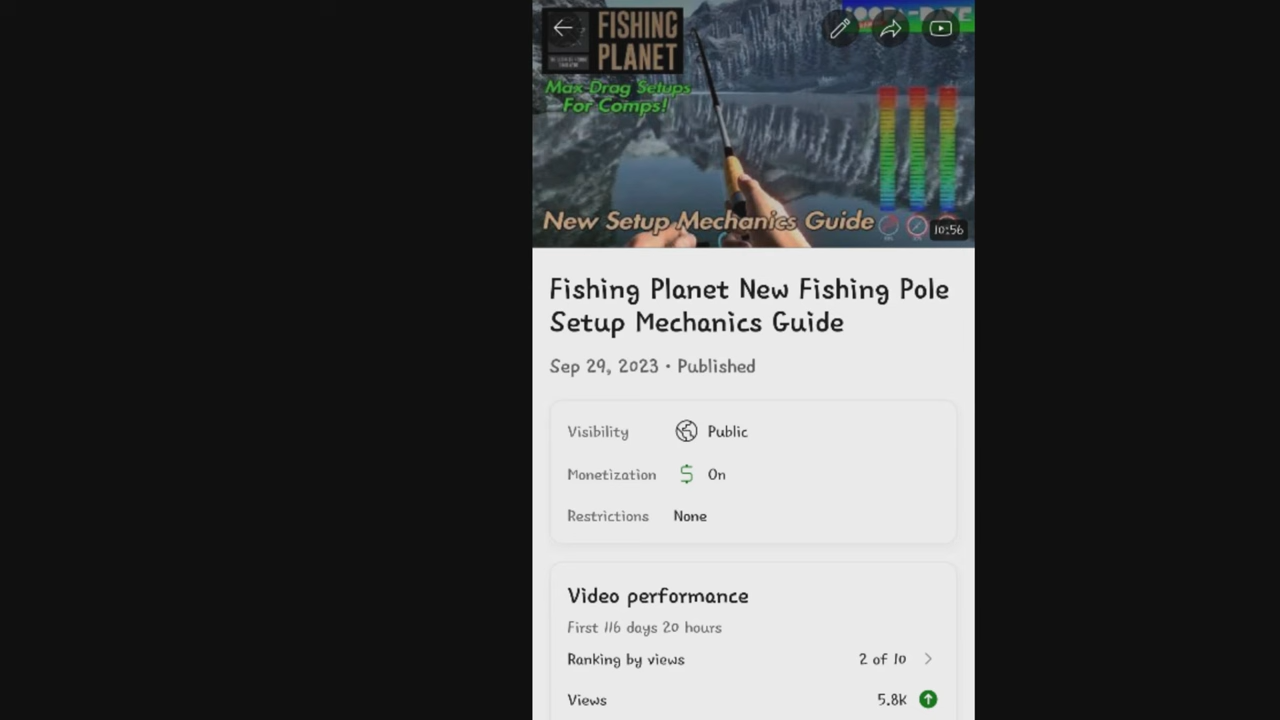 FISHING
PLANET
Max-Drag Setups
For Comps!
New Setup Mechanics Guide
10:56
Fishing Planet New Fishing Pole
Setup Mechanics Guide
Sep 29, 2023 • Published
Visibility Public
Monetization $ On
Restrictions None
Video performance
First 116 days 20 hours
Ranking by views 2 of 10
Views 5.8K